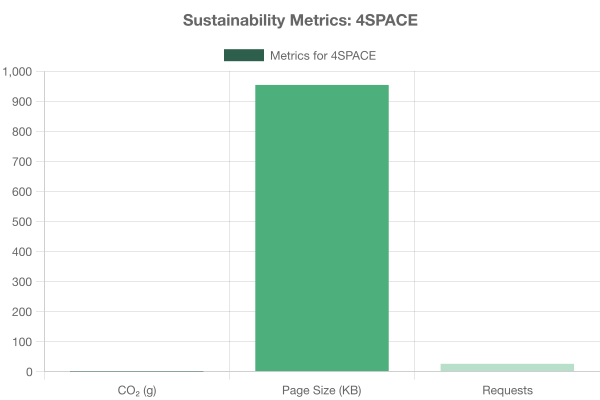 Sustainability Metrics: 4SPACE
Metrics for 4SPACE
1,000
900
800
700
600
500
400
300
200
100
0
CO₂ (g)
Page Size (KB)
Requests